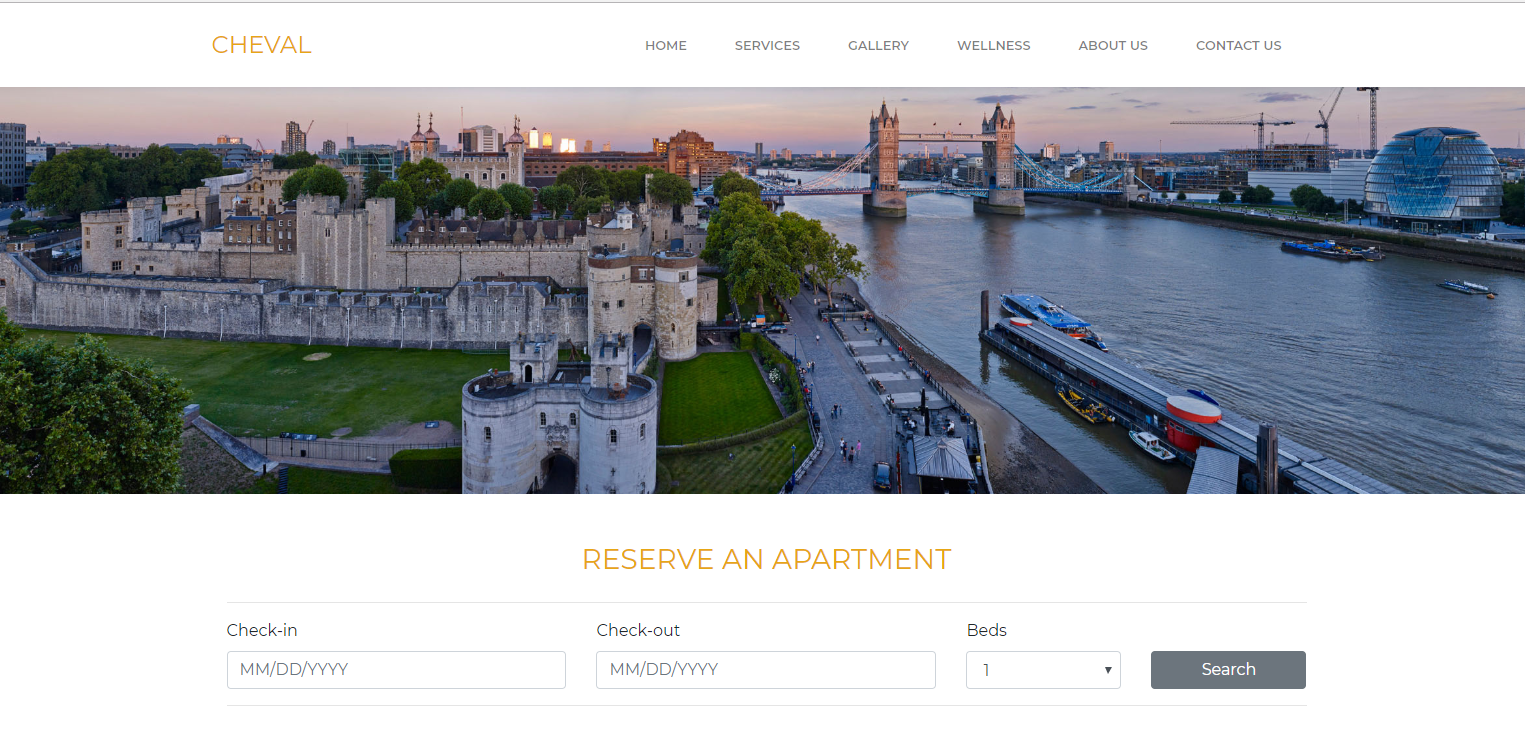 CHEVAL
HOME SERVICES GALLERY WELLNESS ABOUT US CONTACT US
RESERVE AN APARTMENT
Check-in Check-out Beds
MM/DD/YYYY MM/DD/YYYY 1 Search